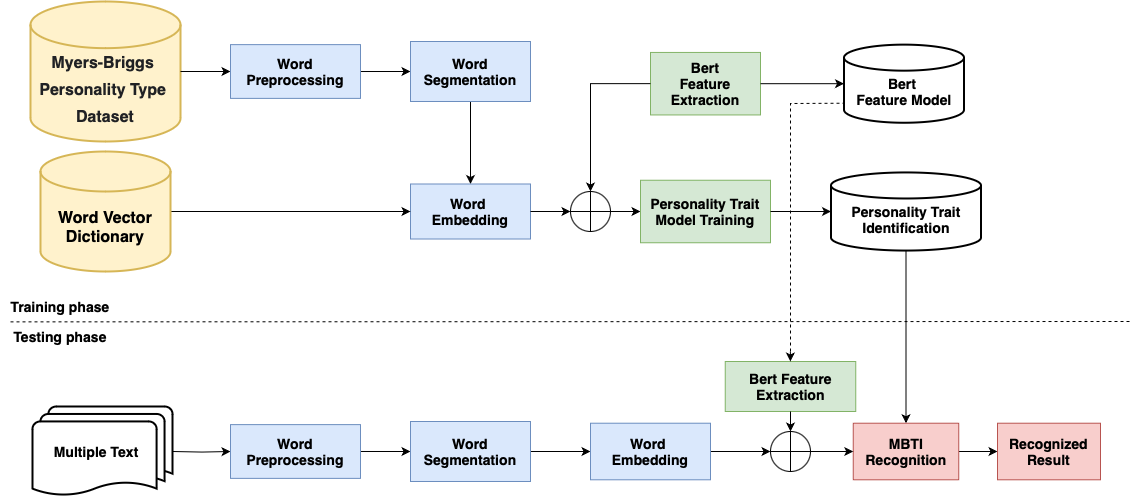 Myers-Briggs
Personality Type
Dataset
Word
Preprocessing
Word
Segmentation
Bert
Feature
Extraction
Bert
Feature Model
Word Vector
Dictionary
Word
Embedding
Personality Trait
Model Training
Personality Trait
Identification
Training phase
Testing phase
Bert Feature
Extraction
Multiple Text
Word
Preprocessing
Word
Segmentation
Word
Embedding
MBTI
Recognition
Recognized
Result